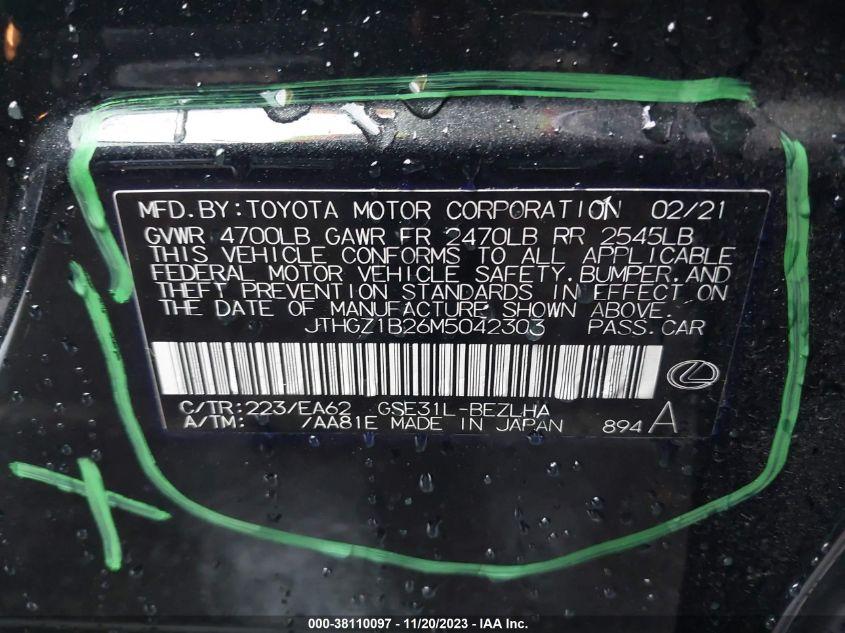 MFD.BY:TOYOTA MOTOR CORPORATION 02/21
GVWR 4700LB GAWR FR 2470LB RR 2545LB
THIS VEHICLE CONFORMS TO ALL APPLICABLE
FEDERAL MOTOR VEHICLE SAFETY,BUMPER,AND
THEFT PREVENTION STANDARDS IN EFFECT ON
THE DATE OF MANUFACTURE SHOWN ABOVE.
JTHGZ1B26M5042303 PASS.CAR
C/TR:223/EA62 GSE31L-BEZLHA
A/TM: /AA81E MADE IN JAPAN 894A
000-38110097 - 11/20/2023 - IAA Inc.